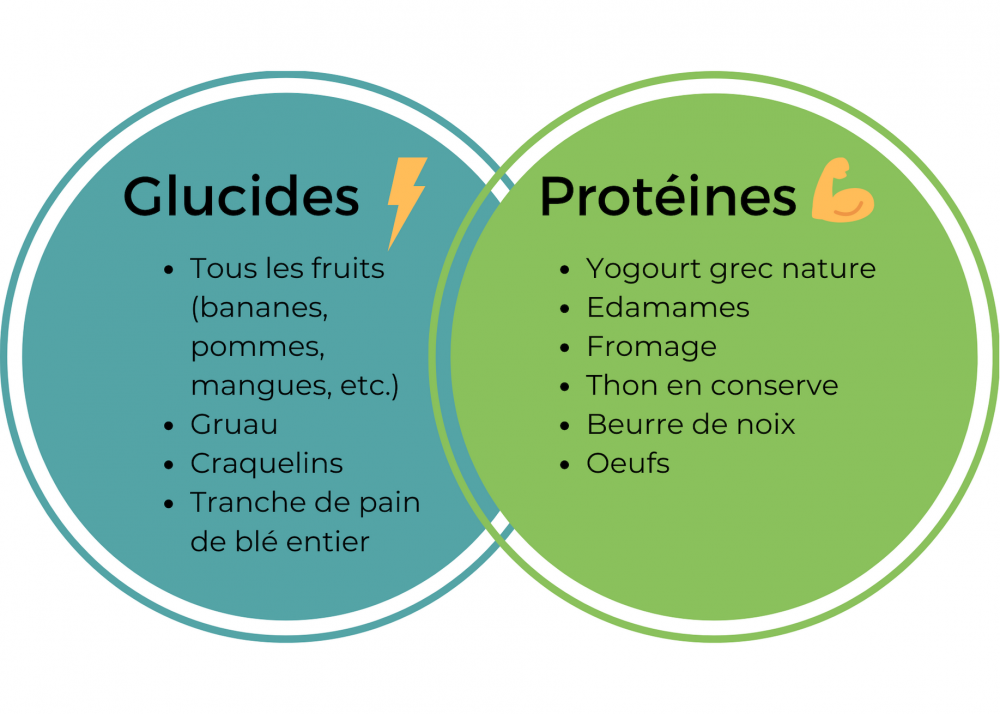 Glucides
• Tous les fruits
(bananes,
pommes,
mangues, etc.)
• Gruau
• Craquelins
• Tranche de pain
de blé entier
Protéines
• Yogourt grec nature
• Edamames
• Fromage
• Thon en conserve
• Beurre de noix
• Oeufs